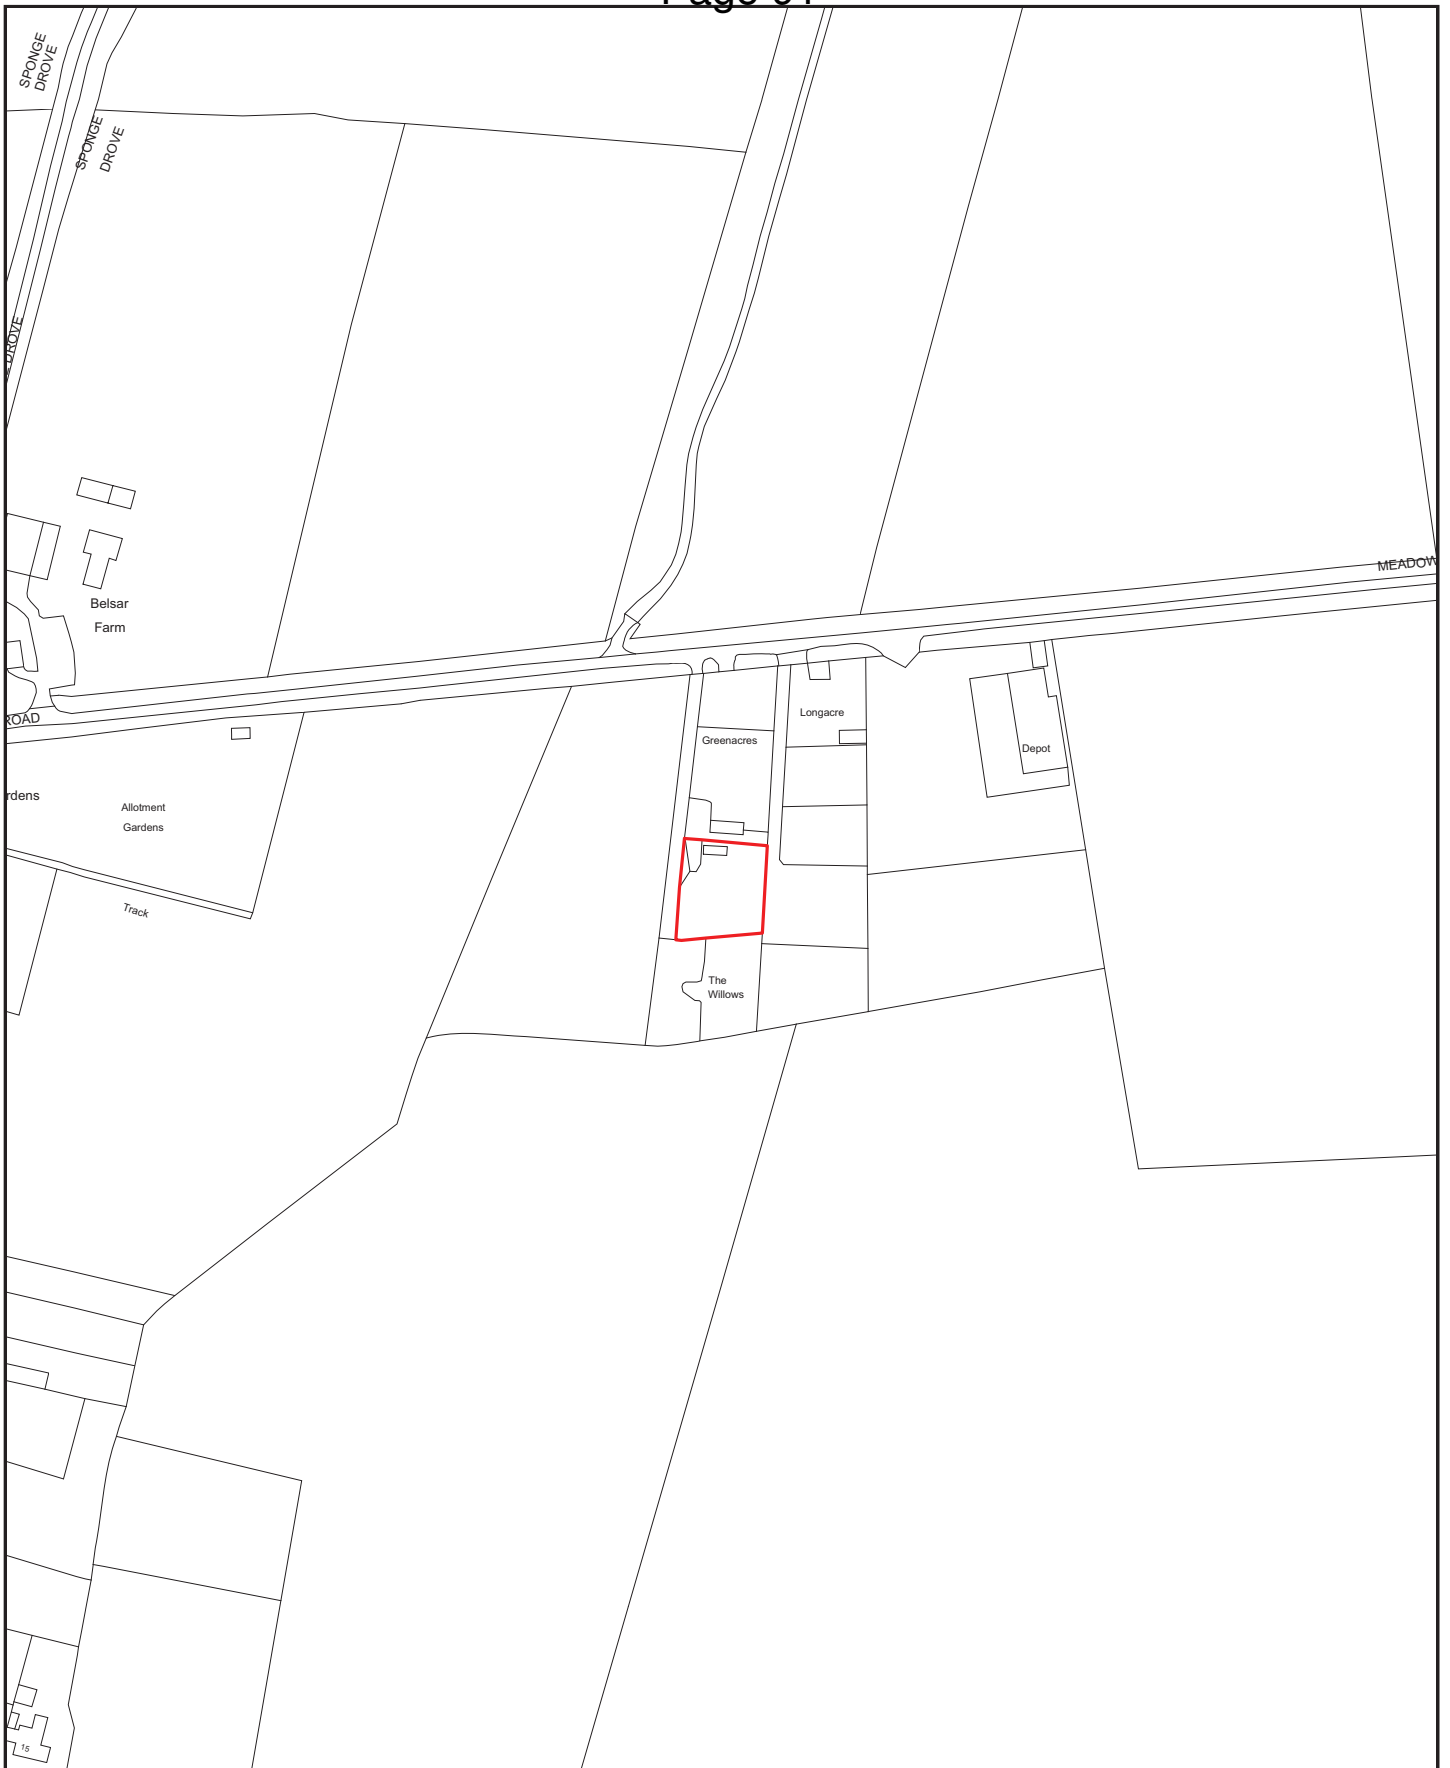 SPONGE
DROVE
SPONGE
DROVE
DROVE
Belsar
Farm
MEADOW
ROAD
Longacre
Greenacres
Depot
rdens
Allotment
Gardens
Track
The
Willows
15